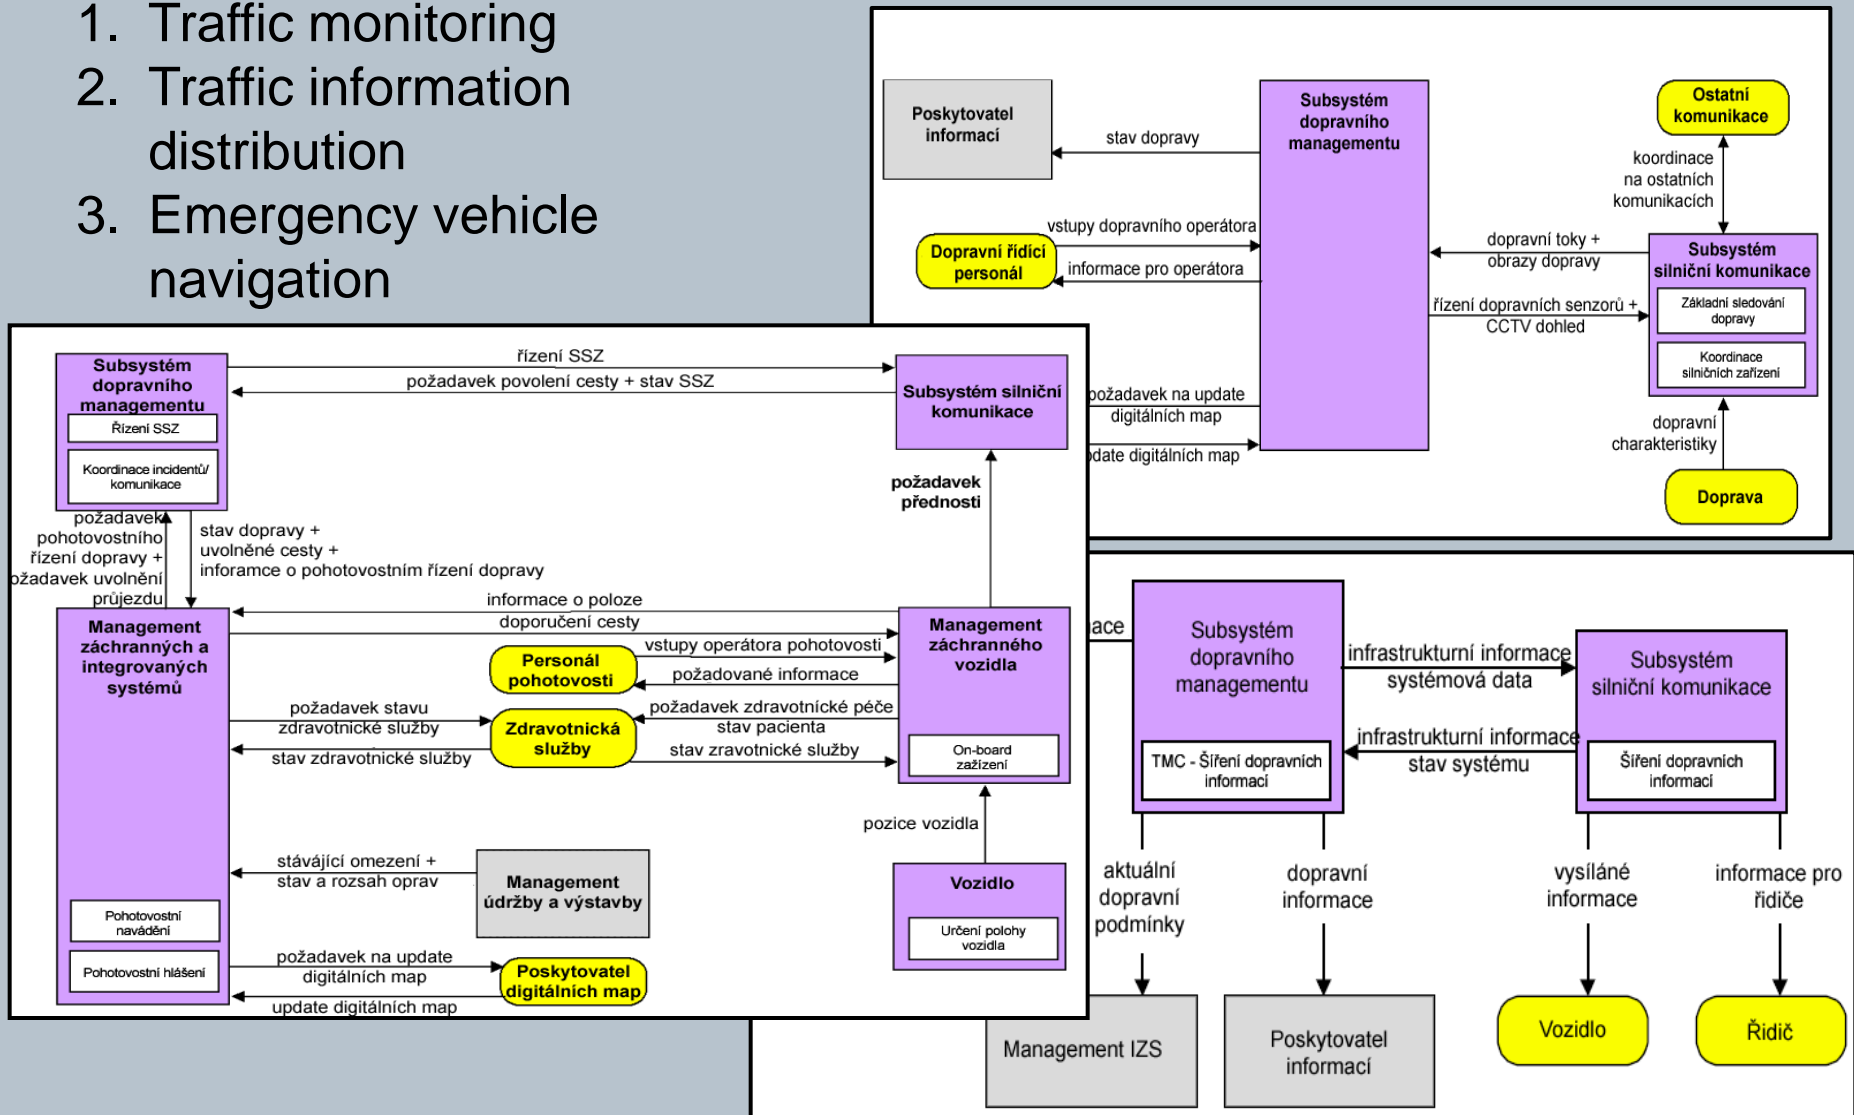 1. Traffic monitoring
2. Traffic information
distribution
3. Emergency vehicle
navigation
Poskytovatel
informací
stav dopravy
Subsystém
dopravního
managementu
Ostatní
komunikace
koordinace
na ostatních
komunikacích
vstupy dopravního operátora
Dopravní řídící
personál
informace pro operátora
dopravní toky +
obrazy dopravy
řízení dopravních senzorů +
CCTV dohled
Subsystém
silniční komunikace
Základní sledování
dopravy
Koordinace
silničních zařízení
požadavek na update
digitálních map
date digitálních map
dopravní
charakteristiky
Doprava
Subsystém
dopravního
managementu
Řízení SSZ
Koordinace incidentů/
komunikace
řízení SSZ
požadavek povolení cesty + stav SSZ
Subsystém silniční
komunikace
požadavek
přednosti
požadavek
pohotovostního
řízení dopravy +
ožadavek uvolnění
průjezdu
stav dopravy +
uvolněné cesty +
inforamce o pohotovostním řízení dopravy
Management
záchranných a
integrovaných
systémů
informace o poloze
doporučení cesty
vstupy operátora pohotovosti
Personál
pohotovosti
požadované informace
požadavek stavu
zdravotnické služby
stav zdravotnické služby
Zdravotnická
služby
požadavek zdravotnícké péče
stav pacienta
stav zravotnické služby
Management
záchranného
vozidla
On-board
zažízení
pozice vozidla
Vozidlo
Určení polohy
vozidla
stávající omezení +
stav a rozsah oprav
Management
údržby a výstavby
Pohotovostní
navádění
Pohotovostní hlášení
požadavek na update
digitálních map
update digitálních map
Poskytovatel
digitálních map
ace
Subsystém
dopravního
managementu
TMC - Šíření dopravních
informací
infrastrukturní informace
systémová data
infrastrukturní informace
stav systému
Subsystém
silniční komunikace
Šíření dopravních
informací
aktuální
dopravní
podmínky
dopravní
informace
vysíláné
informace
informace pro
řidiče
Management IZS
Poskytovatel
informací
Vozidlo
Řidič